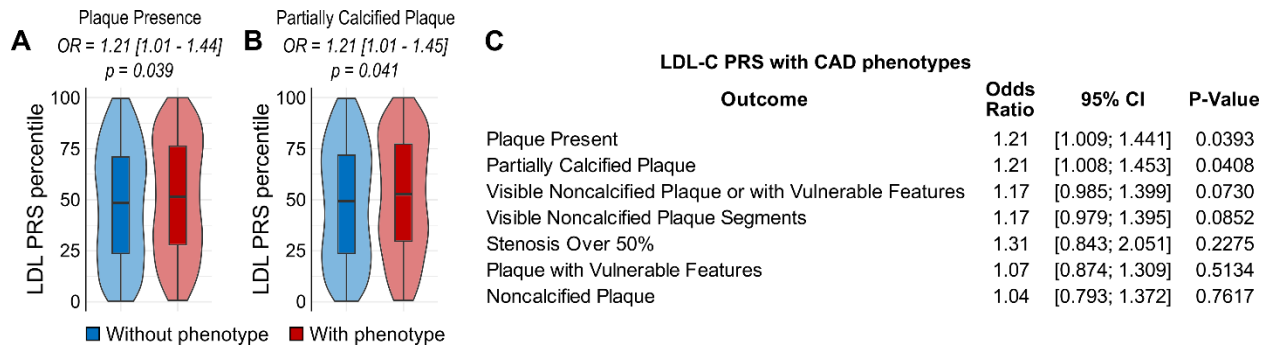 A
Plaque Presence
OR = 1.21 [1.01 - 1.44]
p = 0.039
LDL PRS percentile
100
75
50
25
0
B
Partially Calcified Plaque
OR = 1.21 [1.01 - 1.45]
p = 0.041
LDL PRS percentile
100
75
50
25
0
Without phenotype With phenotype
C
LDL-C PRS with CAD phenotypes
Outcome Odds Ratio 95% CI P-Value
Plaque Present 1.21 [1.009; 1.441] 0.0393
Partially Calcified Plaque 1.21 [1.008; 1.453] 0.0408
Visible Noncalcified Plaque or with Vulnerable Features 1.17 [0.985; 1.399] 0.0730
Visible Noncalcified Plaque Segments 1.17 [0.979; 1.395] 0.0852
Stenosis Over 50% 1.31 [0.843; 2.051] 0.2275
Plaque with Vulnerable Features 1.07 [0.874; 1.309] 0.5134
Noncalcified Plaque 1.04 [0.793; 1.372] 0.7617